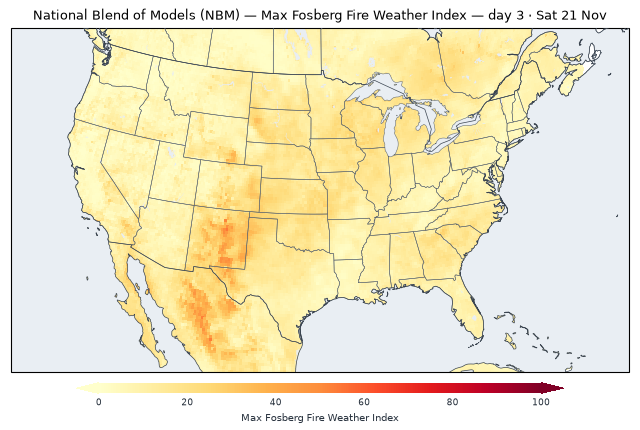 National Blend of Models (NBM) — Max Fosberg Fire Weather Index — day 3 · Sat 21 Nov
0 20 40 60 80 100
Max Fosberg Fire Weather Index